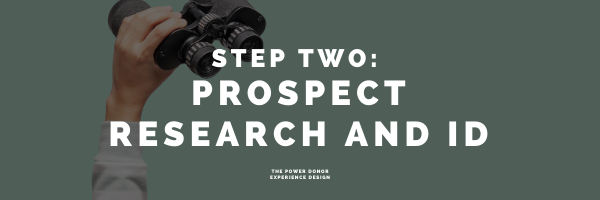 STEP TWO:
PROSPECT
RESEARCH AND ID
THE POWER DONOR
EXPERIENCE DESIGN